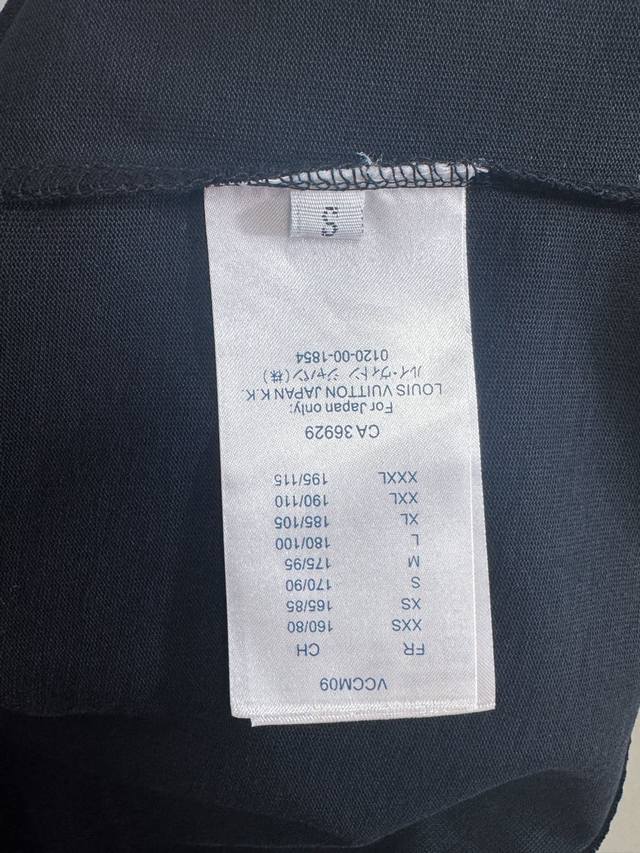 VCCM09
FR CH
XXS 160/80
XS 165/85
S 170/90
M 175/95
L 180/100
XL 185/105
XXL 190/110
XXXL 195/115
CA 36929
For Japan only:
LOUIS VUITTON JAPAN K.K.
ルイ・ヴィトン ジャパン(株)
0120-00-1854